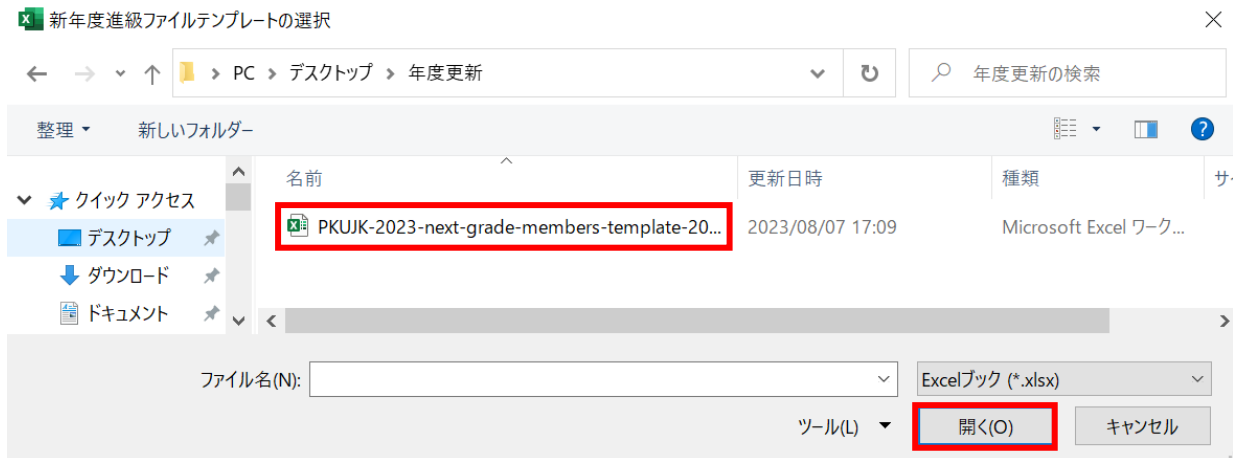 新年度進級ファイルテンプレートの選択
PC > デスクトップ > 年度更新
年度更新の検索
整理
新しいフォルダー
名前
更新日時
種類
サイ
クイック アクセス
PKUJK-2023-next-grade-members-template-20... 2023/08/07 17:09 Microsoft Excel ワーク...
デスクトップ
ダウンロード
ドキュメント
ファイル名(N):
Excelブック (*.xlsx)
ツール(L)
開く(O)
キャンセル